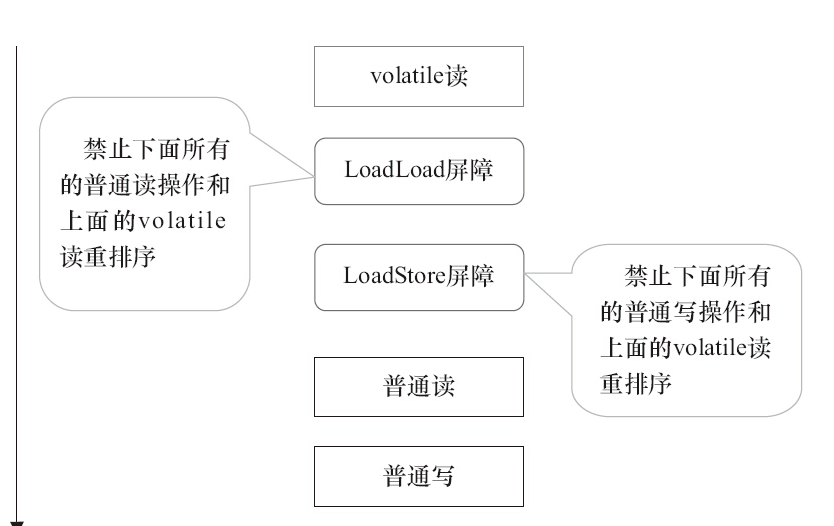 volatile读
禁止下面所有
的普通读操作和
上面的volatile
读重排序
LoadLoad屏障
LoadStore屏障
禁止下面所有
的普通写操作和
上面的volatile读
重排序
普通读
普通写